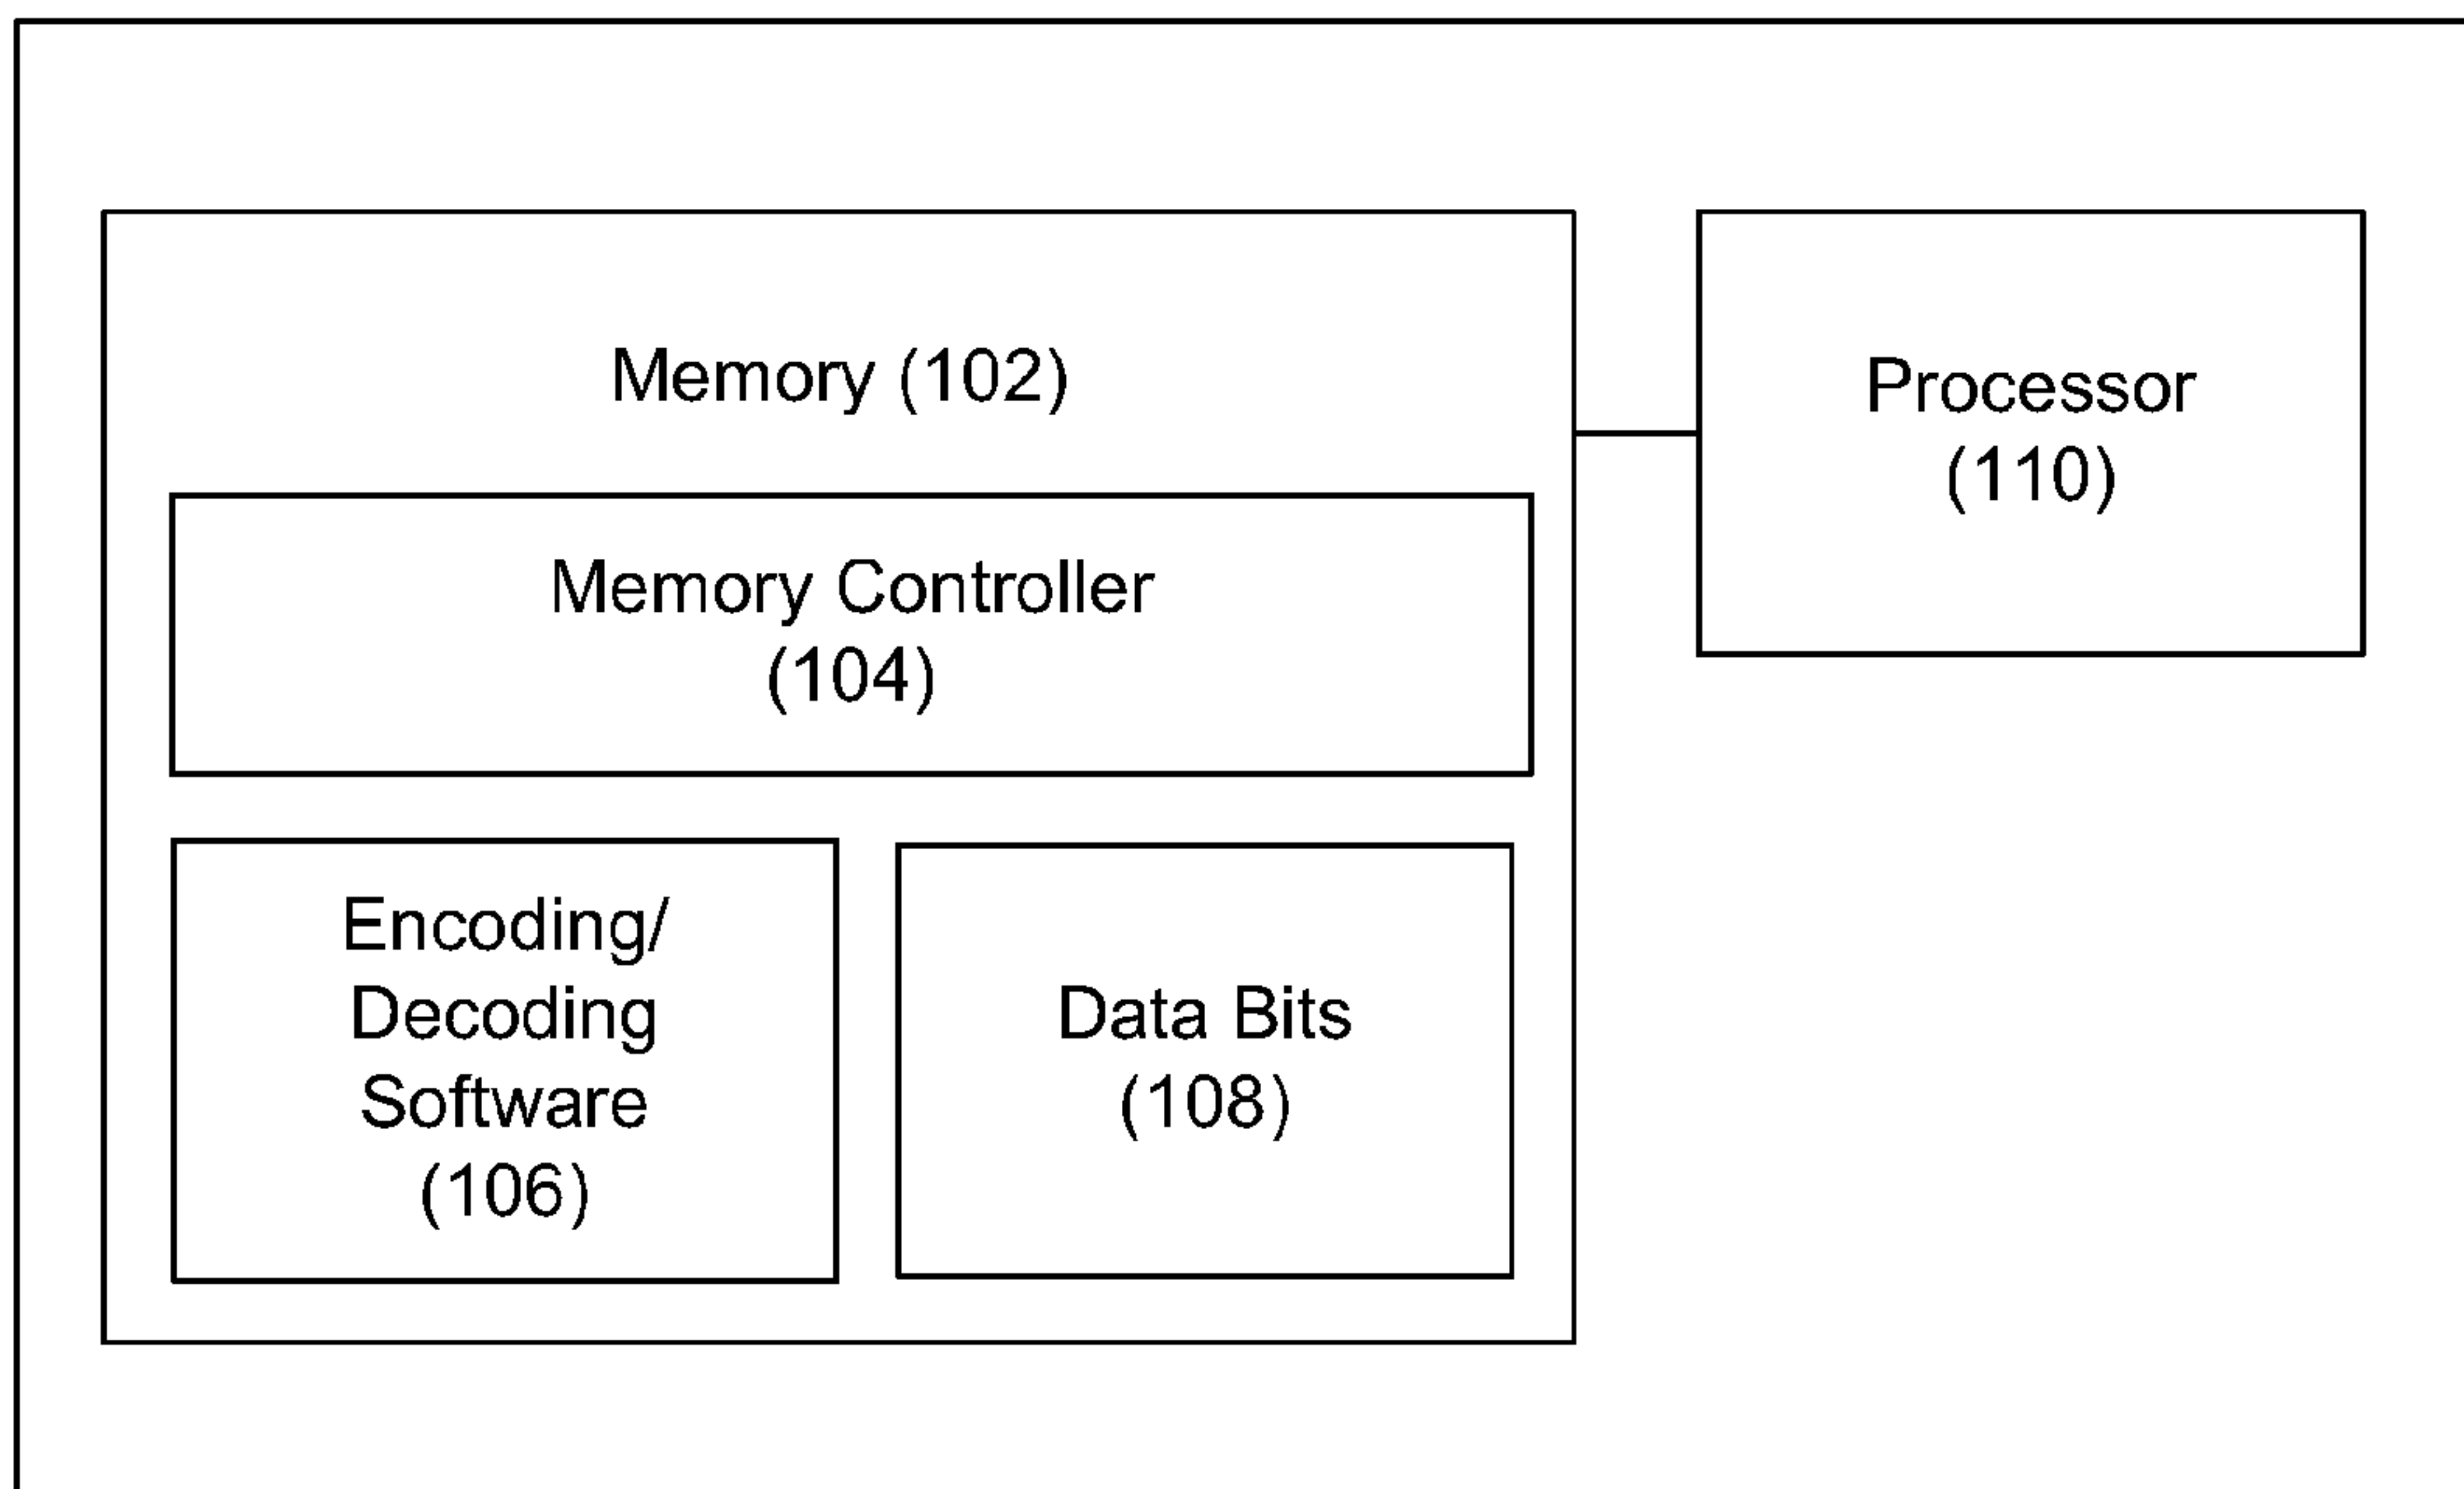 Memory (102)
Processor
(110)
Memory Controller
(104)
Encoding/
Decoding
Software
(106)
Data Bits
(108)